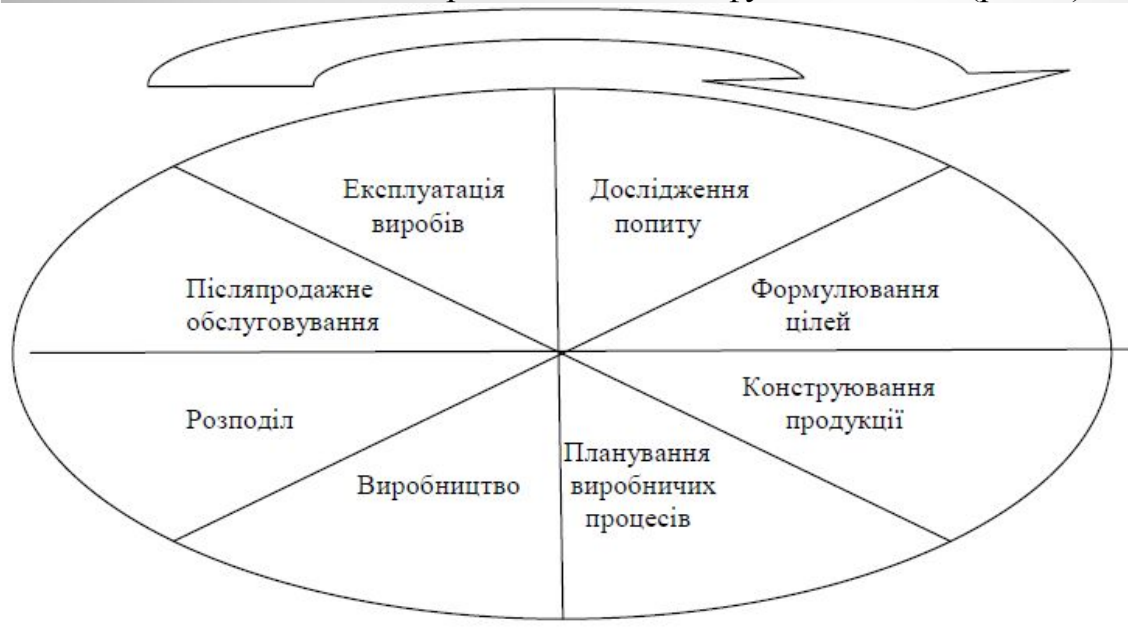 Експлуатація
виробів
Дослідження
попиту
Формулювання
цілей
Конструювання
продукції
Планування
виробничих
процесів
Виробництво
Розподіл
Післяпродажне
обслуговування